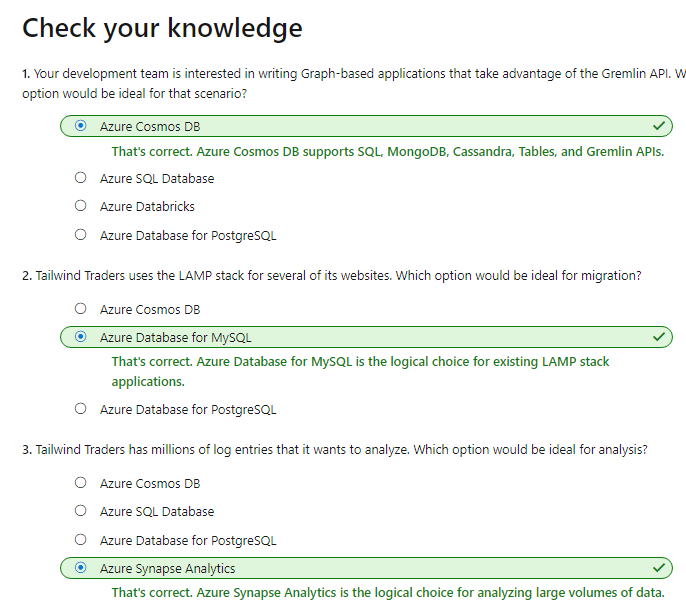 Check your knowledge
1. Your development team is interested in writing Graph-based applications that take advantage of the Gremlin API. W
option would be ideal for that scenario?
Azure Cosmos DB
That's correct. Azure Cosmos DB supports SQL, MongoDB, Cassandra, Tables, and Gremlin APIs.
Azure SQL Database
Azure Databricks
Azure Database for PostgreSQL
2. Tailwind Traders uses the LAMP stack for several of its websites. Which option would be ideal for migration?
Azure Cosmos DB
Azure Database for MySQL
That's correct. Azure Database for MySQL is the logical choice for existing LAMP stack
applications.
Azure Database for PostgreSQL
3. Tailwind Traders has millions of log entries that it wants to analyze. Which option would be ideal for analysis?
Azure Cosmos DB
Azure SQL Database
Azure Database for PostgreSQL
Azure Synapse Analytics
That's correct. Azure Synapse Analytics is the logical choice for analyzing large volumes of data.